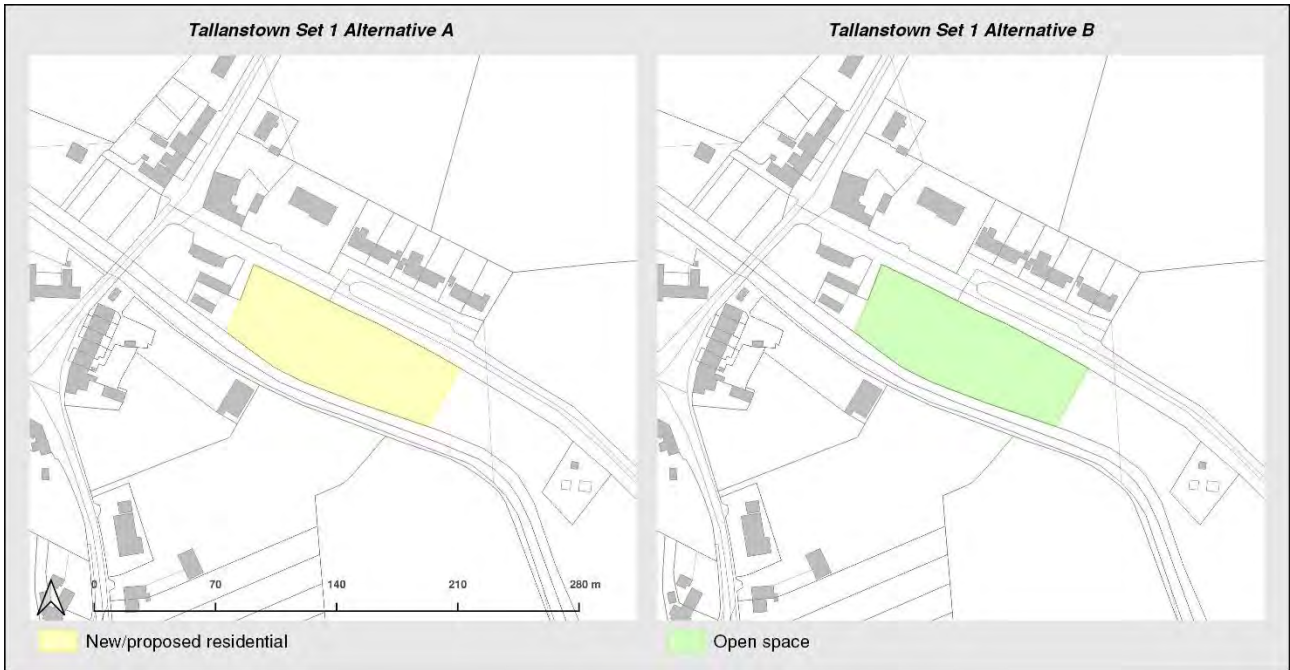 Tallanstown Set 1 Alternative A
Tallanstown Set 1 Alternative B
0 70 140 210 280 m
New/proposed residential
Open space